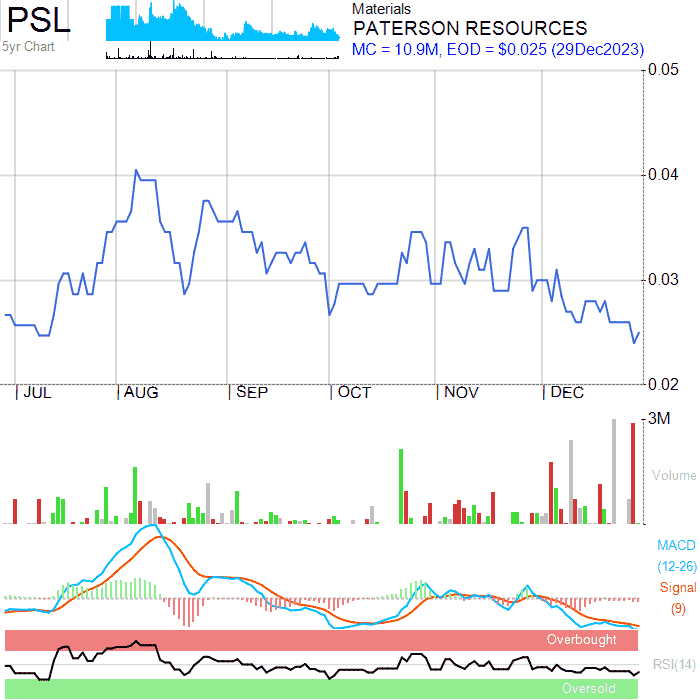 PSL
5yr Chart
Materials
PATERSON RESOURCES
MC = 10.9M, EOD = $0.025 (29Dec2023)
0.05
0.04
0.03
0.02
JUL AUG SEP OCT NOV DEC
3M
Volume
MACD
(12-26)
Signal
(9)
Overbought
RSI(14)
Oversold